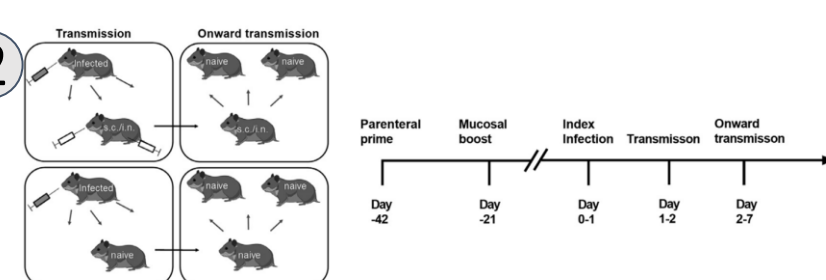 2
Transmission
Onward transmission
Infected
naive
naive
s.c./i.n.
s.c./i.n.
Infected
naive
naive
naive
naive
Parenteral
prime
Mucosal
boost
Index
Infection
Transmisson
Onward
transmisson
Day
-42
Day
-21
Day
0-1
Day
1-2
Day
2-7